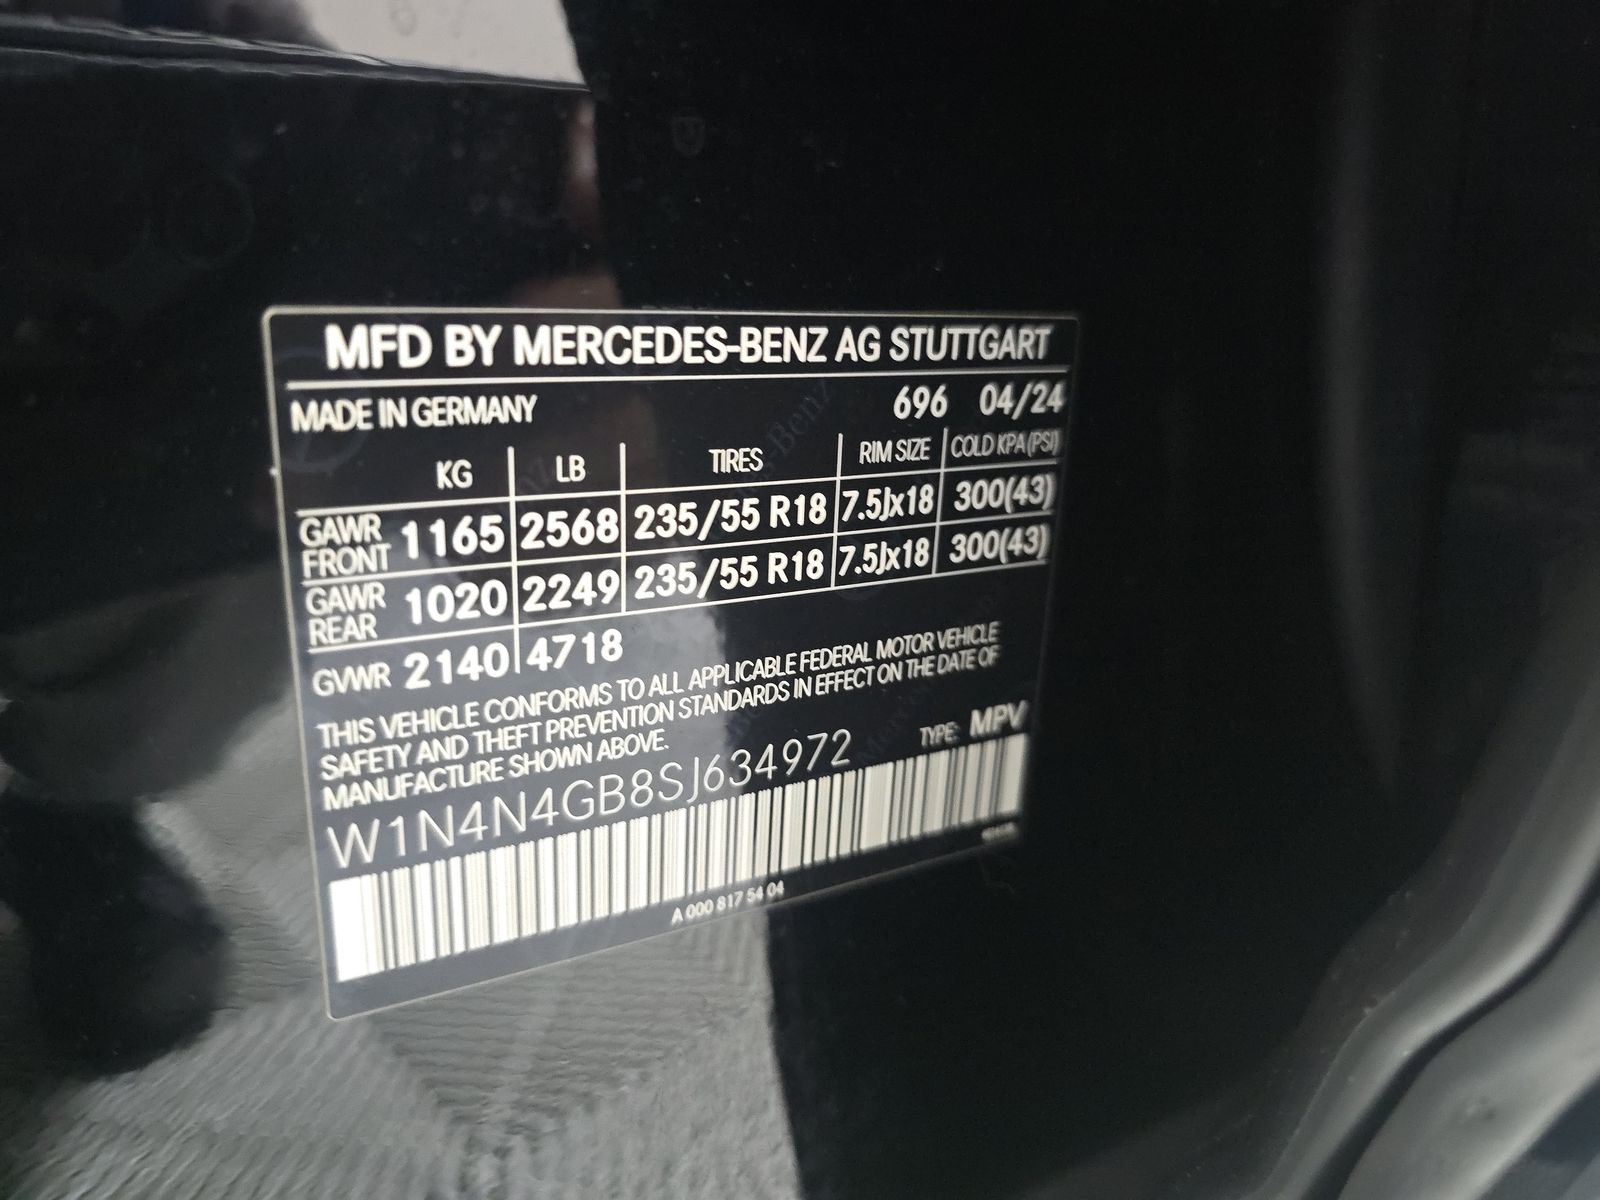 MFD BY MERCEDES-BENZ AG STUTTGART
MADE IN GERMANY 696 04/24
KG LB TIRES RIM SIZE COLD KPA (PSI)
GAWR FRONT 1165 2568 235/55 R18 7.5Jx18 300(43)
GAWR REAR 1020 2249 235/55 R18 7.5Jx18 300(43)
GVWR 2140 4718
THIS VEHICLE CONFORMS TO ALL APPLICABLE FEDERAL MOTOR VEHICLE
SAFETY AND THEFT PREVENTION STANDARDS IN EFFECT ON THE DATE OF
MANUFACTURE SHOWN ABOVE.
W1N4N4GB8SJ634972 TYPE: MPV
A 000 817 54 04